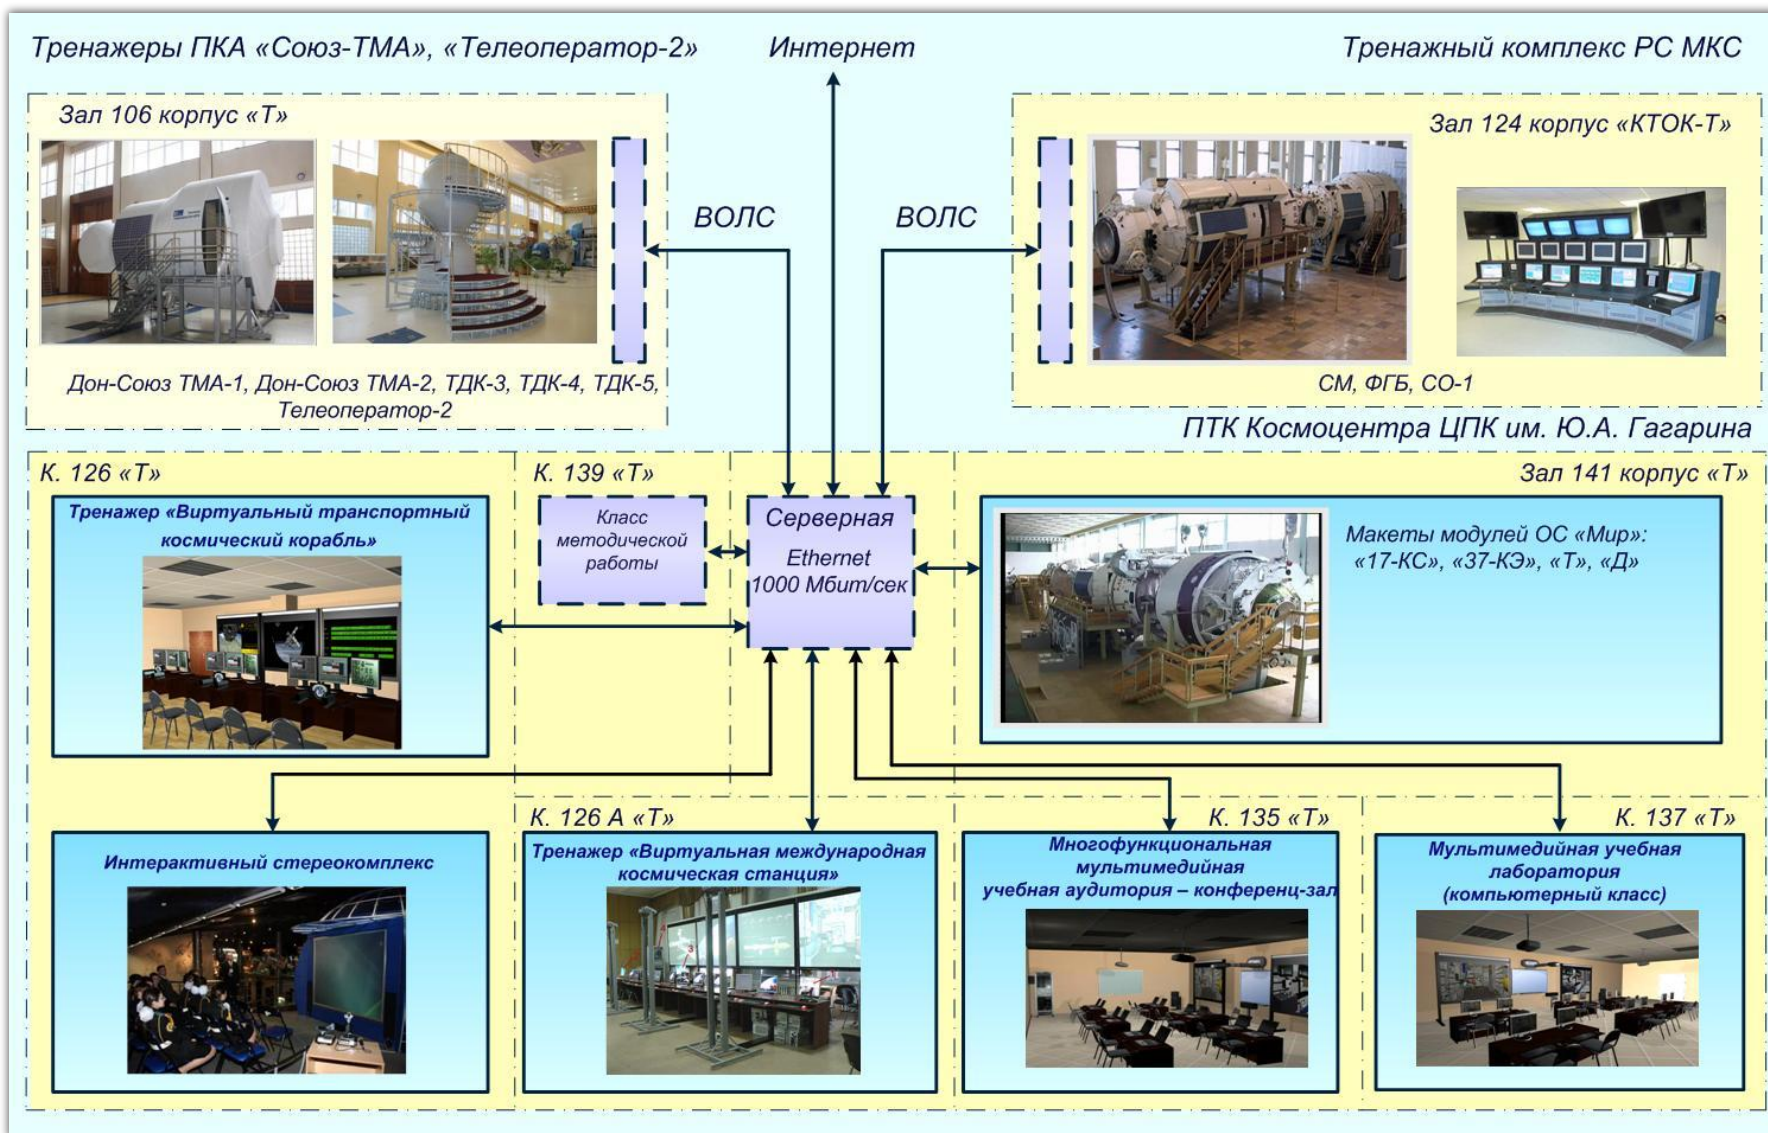 Тренажеры ПКА «Союз-ТМА», «Телеоператор-2»
Интернет
Тренажный комплекс РС МКС
Зал 106 корпус «Т»
Дон-Союз ТМА-1, Дон-Союз ТМА-2, ТДК-3, ТДК-4, ТДК-5,
Телеоператор-2
ВОЛС
ВОЛС
Зал 124 корпус «КТОК-Т»
СМ, ФГБ, СО-1
ПТК Космоцентра ЦПК им. Ю.А. Гагарина
К. 126 «Т»
Тренажер «Виртуальный транспортный
космический корабль»
К. 139 «Т»
Класс
методической
работы
Серверная
Ethernet
1000 Мбит/сек
Зал 141 корпус «Т»
Макеты модулей ОС «Мир»:
«17-КС», «37-КЭ», «Т», «Д»
Интерактивный стереокомплекс
К. 126 А «Т»
Тренажер «Виртуальная международная
космическая станция»
4
3
К. 135 «Т»
Многофункциональная
мультимедийная
учебная аудитория – конференц-зал
К. 137 «Т»
Мультимедийная учебная
лаборатория
(компьютерный класс)